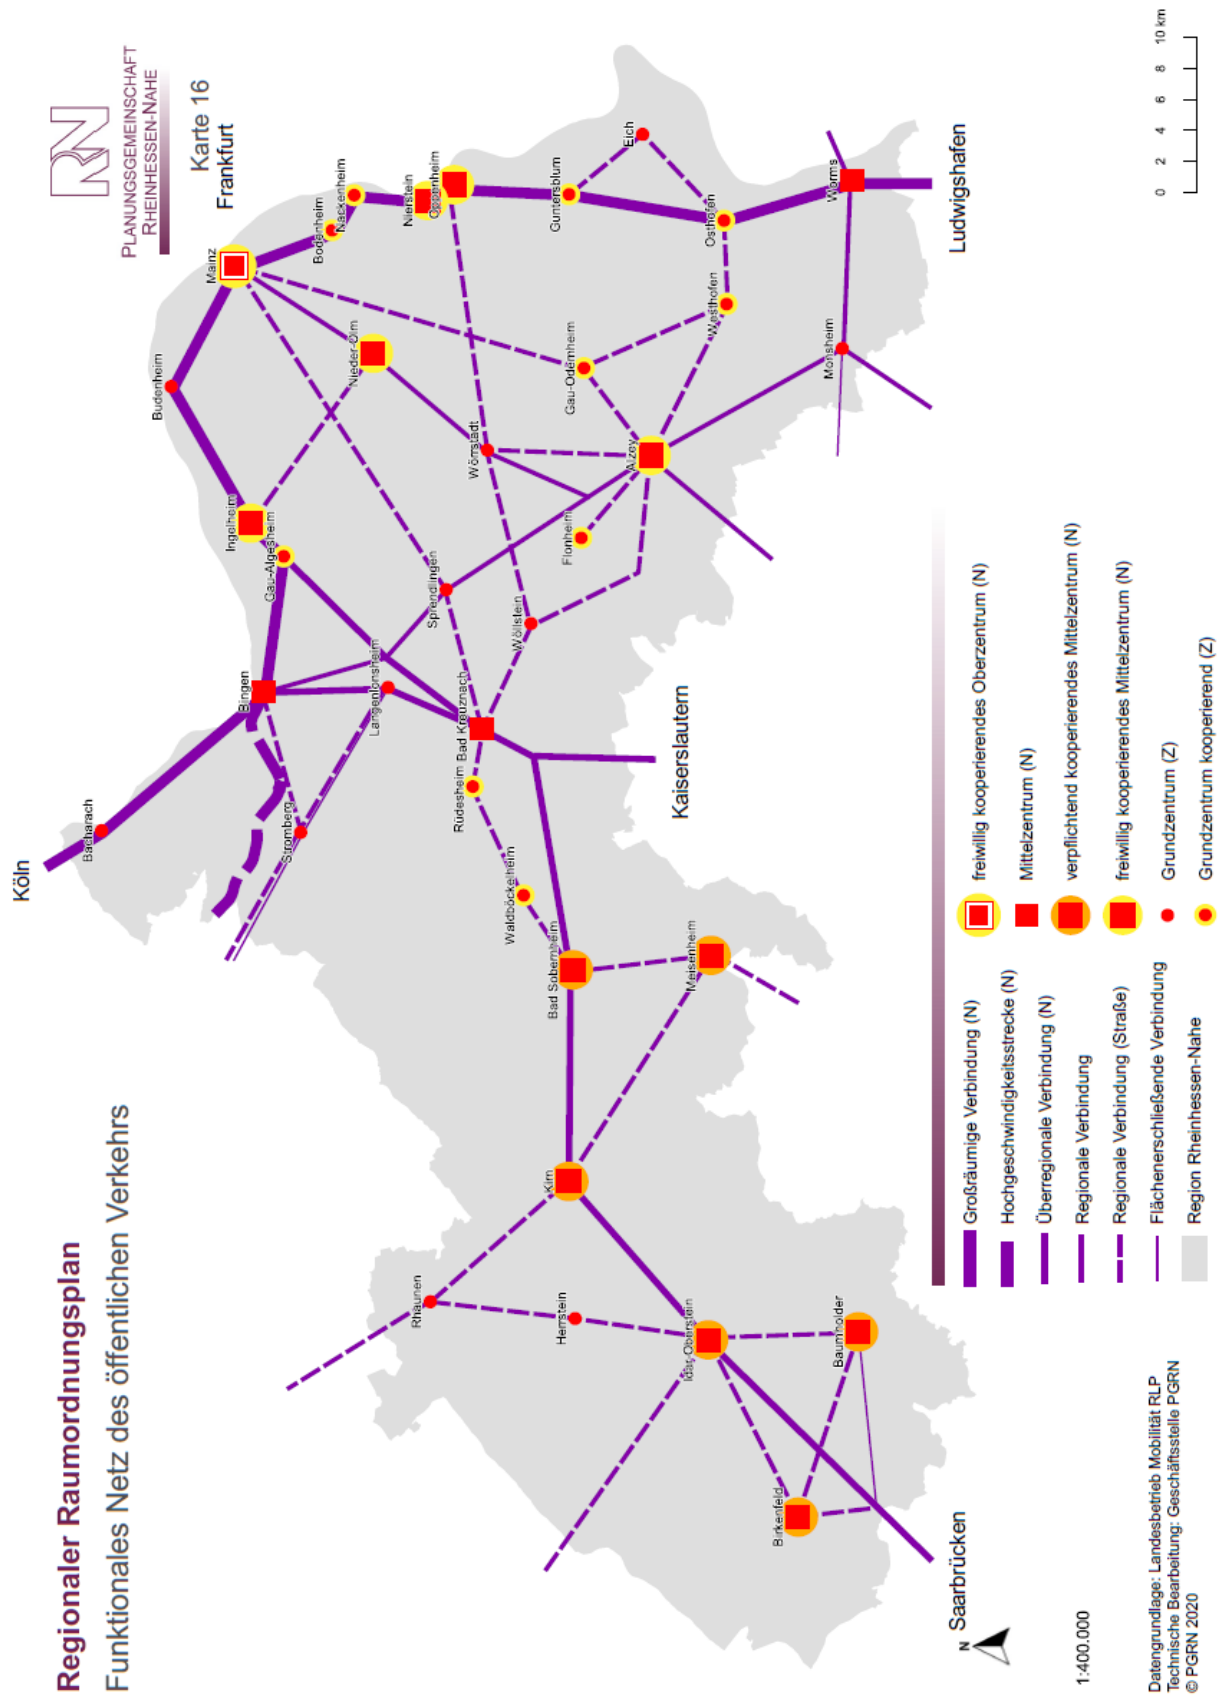 Regionaler Raumordnungsplan
Funktionales Netz des öffentlichen Verkehrs
RN
PLANUNGSGEMEINSCHAFT
RHEINHESSEN-NAHE
Karte 16
Frankfurt
Köln
Bacharach
Bingen
Gau-Algesheim
Ingelheim
Budenheim
Mainz
Bodenheim
Nackenheim
Nierstein
Oppenheim
Guntersblum
Eich
Osthofen
Worms
Ludwigshafen
Westhofen
Monsheim
Gau-Odernheim
Nieder-Olm
Wörrstadt
Alzey
Flonheim
Sprendlingen
Wöllstein
Langenlonsheim
Stromberg
Bad Kreuznach
Rüdesheim
Waldböckelheim
Bad Sobernheim
Meisenheim
Kaiserslautern
Kirn
Rhaunen
Herrstein
Idar-Oberstein
Baumholder
Birkenfeld
Saarbrücken
N
1:400.000
Datengrundlage: Landesbetrieb Mobilität RLP
Technische Bearbeitung: Geschäftsstelle PGRN
© PGRN 2020
Großräumige Verbindung (N)
Hochgeschwindigkeitsstrecke (N)
Überregionale Verbindung (N)
Regionale Verbindung
Regionale Verbindung (Straße)
Flächenerschließende Verbindung
Region Rheinhessen-Nahe
freiwillig kooperierendes Oberzentrum (N)
Mittelzentrum (N)
verpflichtend kooperierendes Mittelzentrum (N)
freiwillig kooperierendes Mittelzentrum (N)
Grundzentrum (Z)
Grundzentrum kooperierend (Z)
0 2 4 6 8 10 km